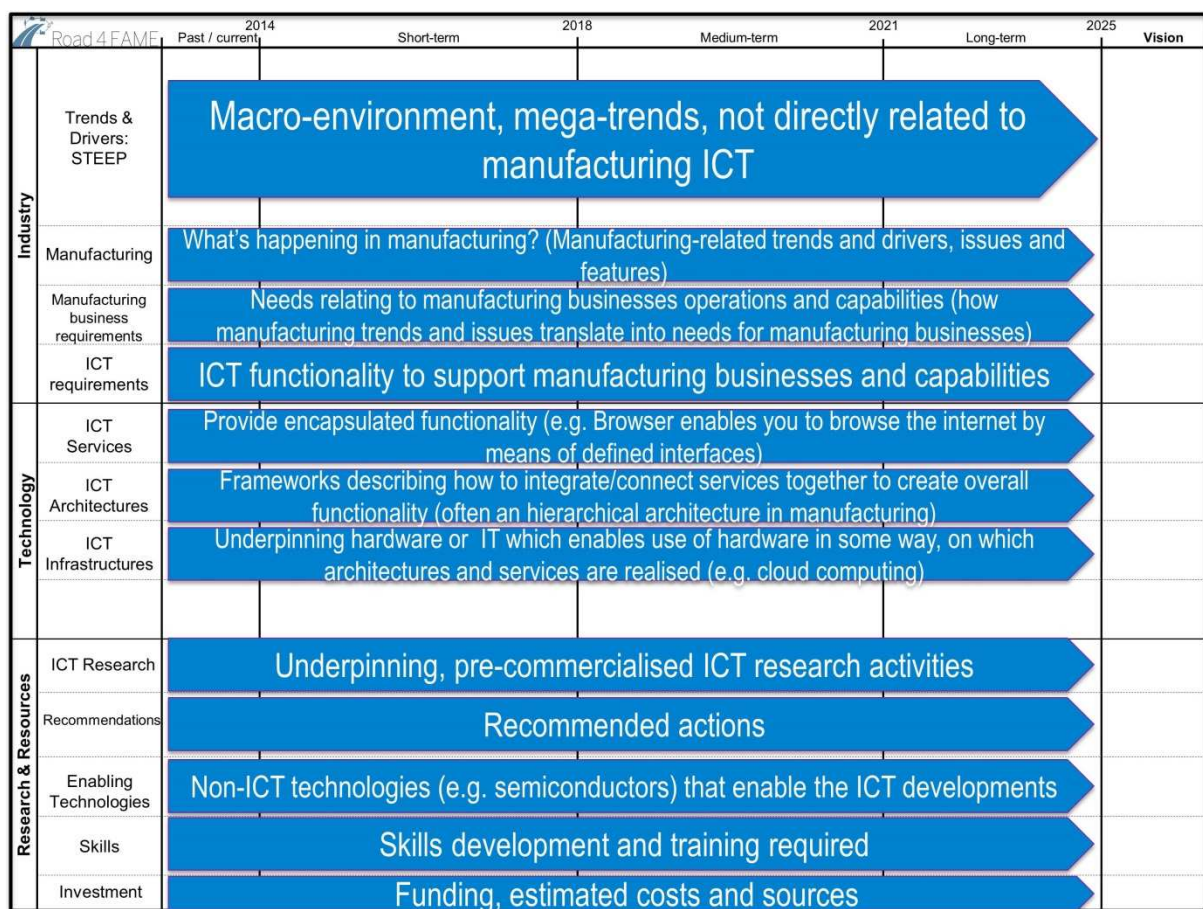 Road 4 FAME
2014
2018
2021
2025
Past / current
Short-term
Medium-term
Long-term
Vision
Industry
Trends &
Drivers:
STEEP
Macro-environment, mega-trends, not directly related to
manufacturing ICT
Manufacturing
What's happening in manufacturing? (Manufacturing-related trends and drivers, issues and
features)
Manufacturing
business
requirements
Needs relating to manufacturing businesses operations and capabilities (how
manufacturing trends and issues translate into needs for manufacturing businesses)
ICT
requirements
ICT functionality to support manufacturing businesses and capabilities
Technology
ICT
Services
Provide encapsulated functionality (e.g. Browser enables you to browse the internet by
means of defined interfaces)
ICT
Architectures
Frameworks describing how to integrate/connect services together to create overall
functionality (often an hierarchical architecture in manufacturing)
ICT
Infrastructures
Underpinning hardware or IT which enables use of hardware in some way, on which
architectures and services are realised (e.g. cloud computing)
Research & Resources
ICT Research
Underpinning, pre-commercialised ICT research activities
Recommendations
Recommended actions
Enabling
Technologies
Non-ICT technologies (e.g. semiconductors) that enable the ICT developments
Skills
Skills development and training required
Investment
Funding, estimated costs and sources